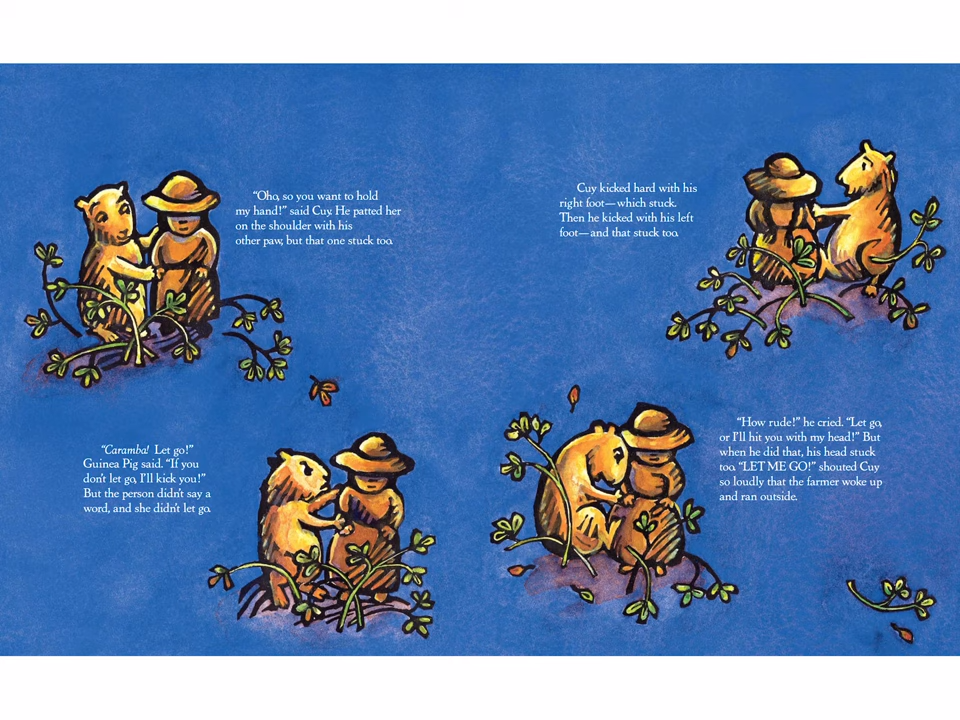 “Oho, so you want to hold
my hand!” said Cuy. He patted her
on the shoulder with his
other paw, but that one stuck too.
“Caramba! Let go!”
Guinea Pig said. “If you
don’t let go, I’ll kick you!”
But the person didn’t say a
word, and she didn’t let go.
Cuy kicked hard with his
right foot—which stuck.
Then he kicked with his left
foot—and that stuck too.
“How rude!” he cried. “Let go,
or I’ll hit you with my head!” But
when he did that, his head stuck
too. “LET ME GO!” shouted Cuy
so loudly that the farmer woke up
and ran outside.